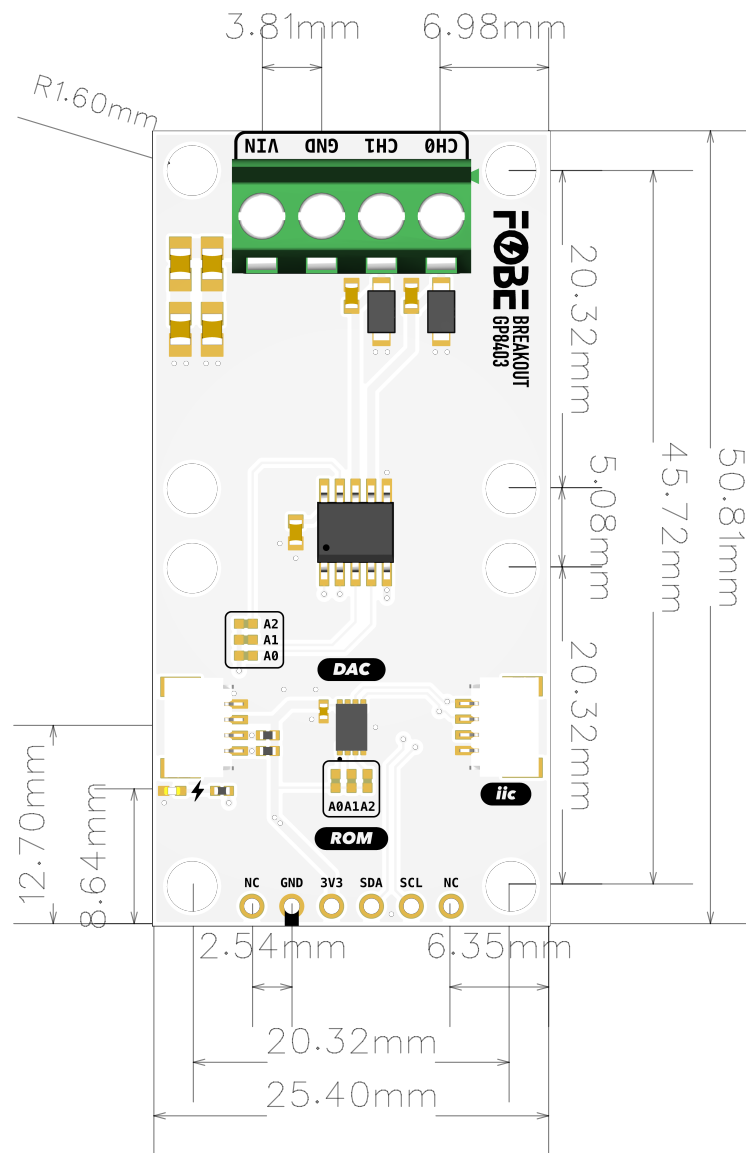 3.81mm
6.98mm
R1.60mm
VIN
GND
CH1
CH0
FOBE
BREAKOUT
GP8403
20.32mm
5.08mm
45.72mm
50.81mm
A2
A1
A0
DAC
20.32mm
12.70mm
8.64mm
iic
A0A1A2
ROM
NC
GND
3V3
SDA
SCL
NC
2.54mm
6.35mm
20.32mm
25.40mm